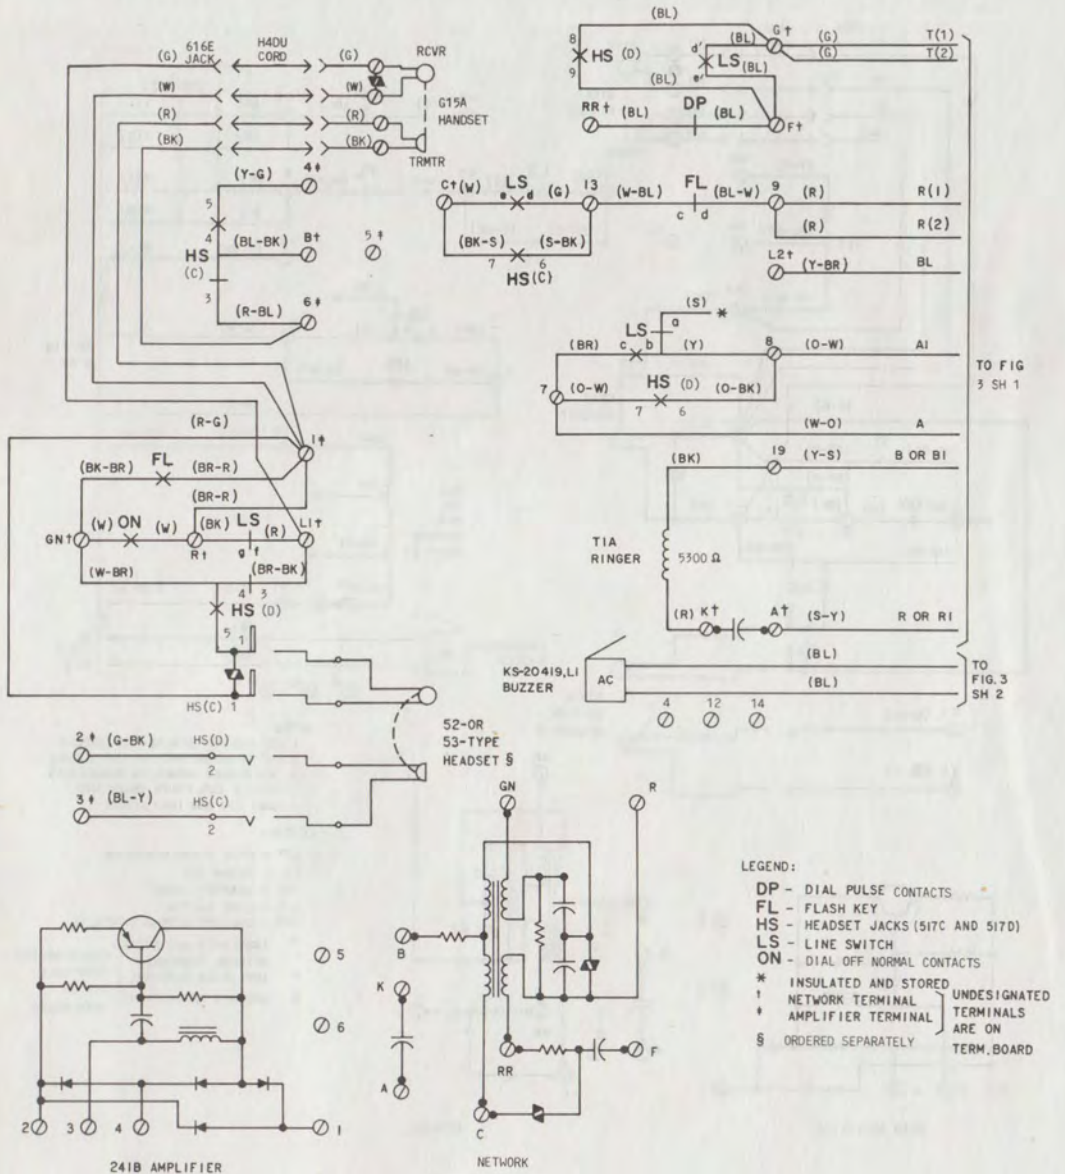 (G) 616E JACK H4DU CORD (G) RCVR
(W) (W)
G15A HANDSET
(R) (R)
(BK) (BK)
TRMTR
(Y-G) 4‡
5
4
HS (C)
(BL-BK) B† 5‡
3
(R-BL) 6‡
(R-G)
1‡
(BK-BR) FL (BR-R)
(BR-R)
GN† (W) ON (W) (BK) LS (R) L1†
R† g f
(W-BR) (BR-BK)
4 3
HS (D)
5 1
HS(C) 1
2‡ (G-BK) HS(D)
2
3‡ (BL-Y) HS(C)
2
52-OR
53-TYPE
HEADSET §
(BL)
8 HS (D)
9
d' (BL) G† (G) T(1)
LS (G) T(2)
e' (BL)
(BL)
RR† (BL) DP (BL) F†
C† (W) LS (G) 13 (W-BL) FL (BL-W) 9 (R) R(1)
e d c d
(R) R(2)
(BK-S) (S-BK)
7 6
HS(C)
L2† (Y-BR) BL
(S) *
LS a
(BR) c b (Y) 8 (O-W) A1
7 (O-W) HS (D) (O-BK)
7 6
(W-O) A
TO FIG
3 SH 1
(BK) 19 (Y-S) B OR B1
TIA
RINGER
5300 Ω
(R) K† A† (S-Y) R OR R1
KS-20419,L1
BUZZER
AC
(BL)
(BL)
TO
FIG.3
SH 2
4 12 14
GN R
B
K
A
RR F
C
NETWORK
5
6
2 3 4 1
241B AMPLIFIER
LEGEND:
DP - DIAL PULSE CONTACTS
FL - FLASH KEY
HS - HEADSET JACKS (517C AND 517D)
LS - LINE SWITCH
ON - DIAL OFF NORMAL CONTACTS
* INSULATED AND STORED
† NETWORK TERMINAL
‡ AMPLIFIER TERMINAL
UNDESIGNATED
TERMINALS
ARE ON
TERM. BOARD
§ ORDERED SEPARATELY